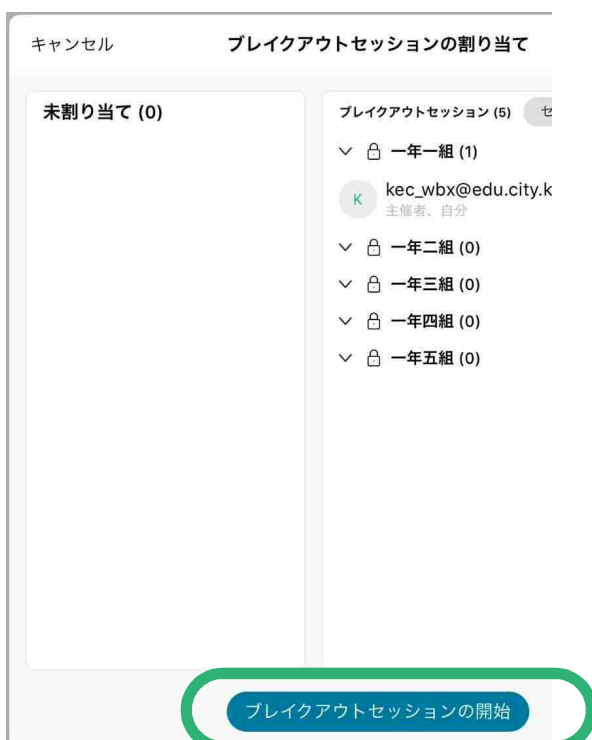 キャンセル
ブレイクアウトセッションの割り当て
未割り当て (0)
ブレイクアウトセッション (5)
セ
一年一組 (1)
K
kec_wbx@edu.city.k
主催者、自分
一年二組 (0)
一年三組 (0)
一年四組 (0)
一年五組 (0)
ブレイクアウトセッションの開始